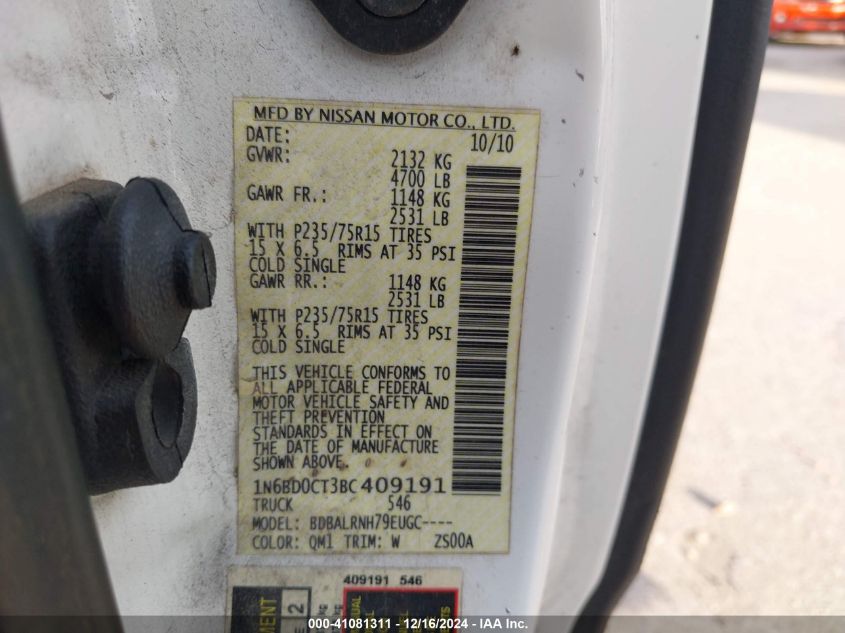 MFD BY NISSAN MOTOR CO., LTD.
DATE: 10/10
GVWR: 2132 KG
4700 LB
GAWR FR.: 1148 KG
2531 LB
WITH P235/75R15 TIRES
15 X 6.5 RIMS AT 35 PSI
COLD SINGLE
GAWR RR.: 1148 KG
2531 LB
WITH P235/75R15 TIRES
15 X 6.5 RIMS AT 35 PSI
COLD SINGLE
THIS VEHICLE CONFORMS TO
ALL APPLICABLE FEDERAL
MOTOR VEHICLE SAFETY AND
THEFT PREVENTION
STANDARDS IN EFFECT ON
THE DATE OF MANUFACTURE
SHOWN ABOVE.
1N6BD0CT3BC409191
TRUCK 546
MODEL: BDBALRNH79EUGC----
COLOR: QM1 TRIM: W ZS00A
409191 546
000-41081311 - 12/16/2024 - IAA Inc.